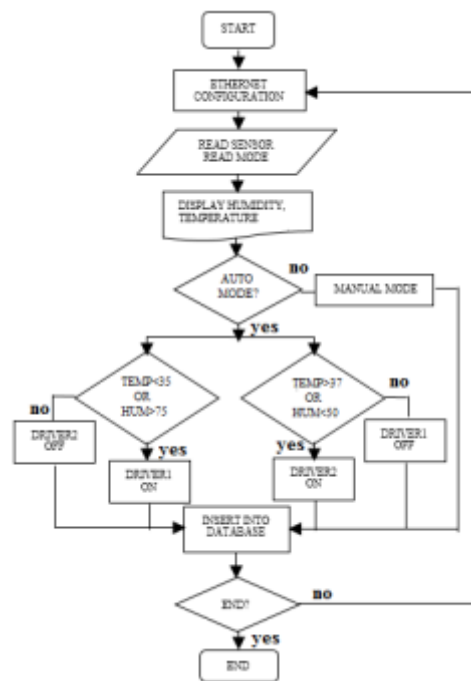 START
ETHERNET
CONFIGURATION
READ SENSOR
READ MODE
DISPLAY HUMIDITY,
TEMPERATURE
AUTO
MODE?
no
MANUAL MODE
yes
TEMP<35
OR
HUM>75
TEMP>37
OR
HUM<50
no
no
DRIVER2
OFF
yes
DRIVER1
ON
yes
DRIVER2
ON
DRIVER1
OFF
INSERT INTO
DATABASE
END?
no
yes
END